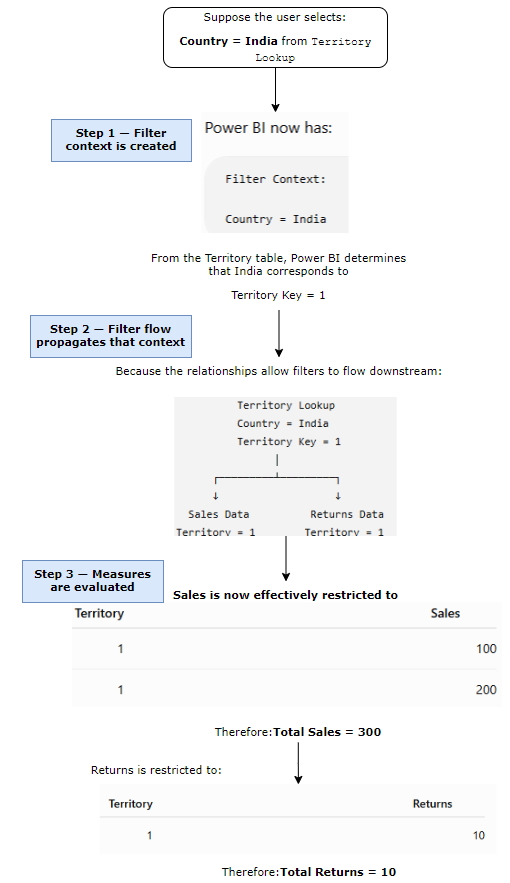 Suppose the user selects:
Country = India from Territory
Lookup
Step 1 — Filter
context is created
Power BI now has:
Filter Context:
Country = India
From the Territory table, Power BI determines
that India corresponds to
Territory Key = 1
Step 2 — Filter flow
propagates that context
Because the relationships allow filters to flow downstream:
Territory Lookup
Country = India
Territory Key = 1
Sales Data Returns Data
Territory = 1 Territory = 1
Step 3 — Measures
are evaluated
Sales is now effectively restricted to
Territory Sales
1 100
1 200
Therefore:Total Sales = 300
Returns is restricted to:
Territory Returns
1 10
Therefore:Total Returns = 10